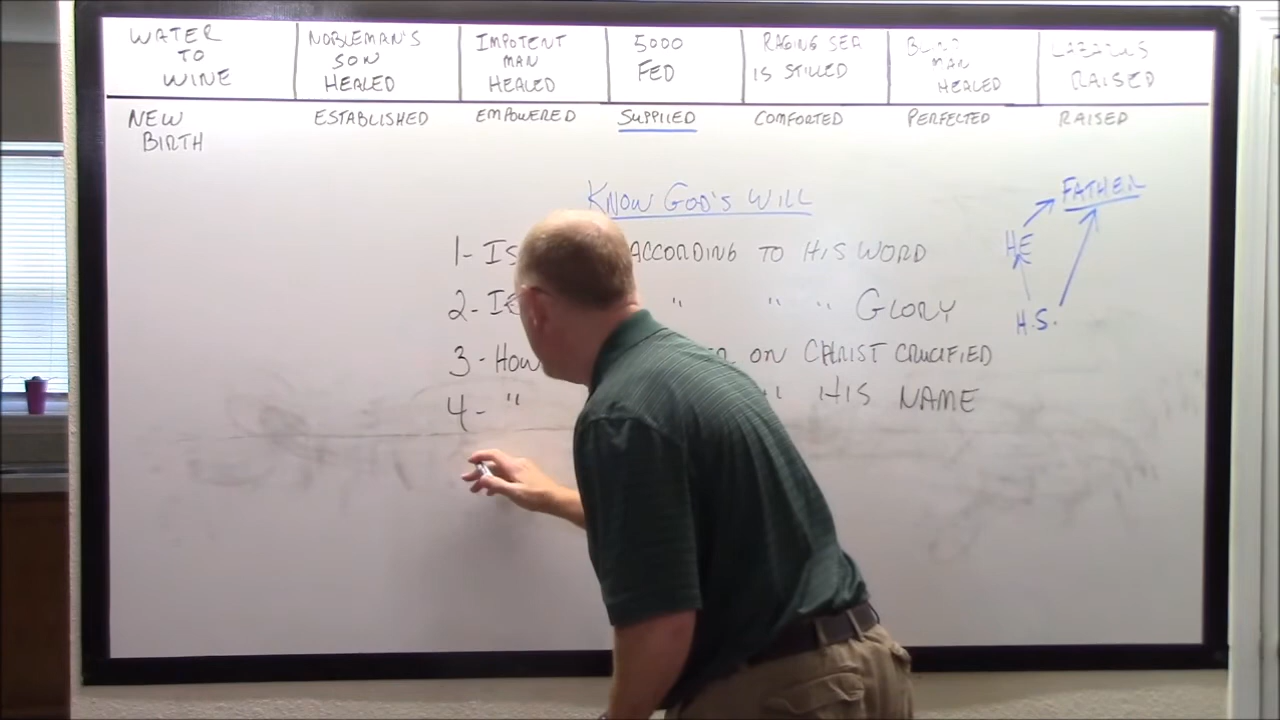 WATER
TO
WINE
NOBLEMAN'S
SON
HEALED
IMPOTENT
MAN
HEALED
5000
FED
RAGING SEA
IS STILLED
MAN
HEALED
LAZARUS
RAISED
NEW
BIRTH
ESTABLISHED
EMPOWERED
SUPPLIED
COMFORTED
PERFECTED
RAISED
KNOW GOD'S WILL
1- IS ACCORDING TO HIS WORD
2- " " " GLORY
3 - HOW ON CHRIST CRUCIFIED
4 - " " HIS NAME
FATHER
HE
H.S.